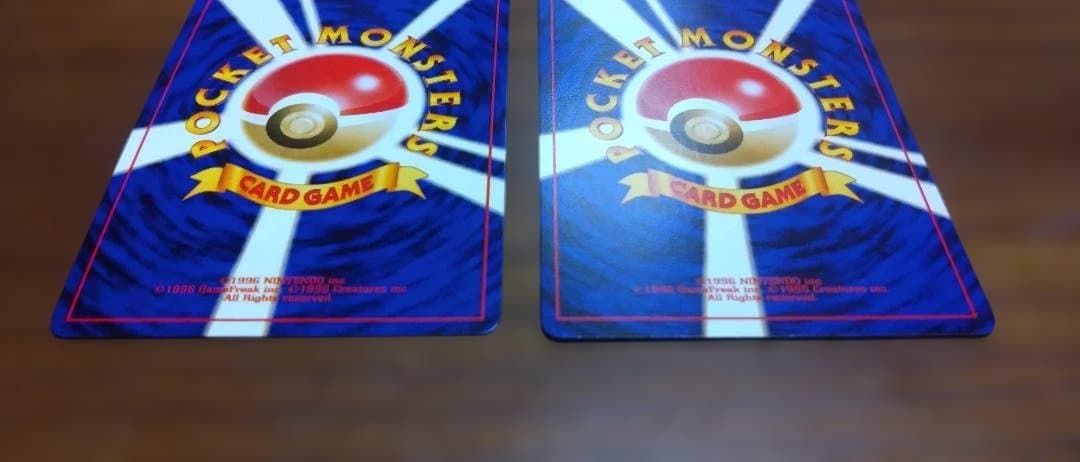 POCKET MONSTERS
CARD GAME
©1996 NINTENDO inc
©1996 GameFreak inc. ©1996 Creatures inc.
All Rights reserved
POCKET MONSTERS
CARD GAME
©1996 NINTENDO inc
©1996 GameFreak inc. ©1996 Creatures inc.
All Rights reserved.